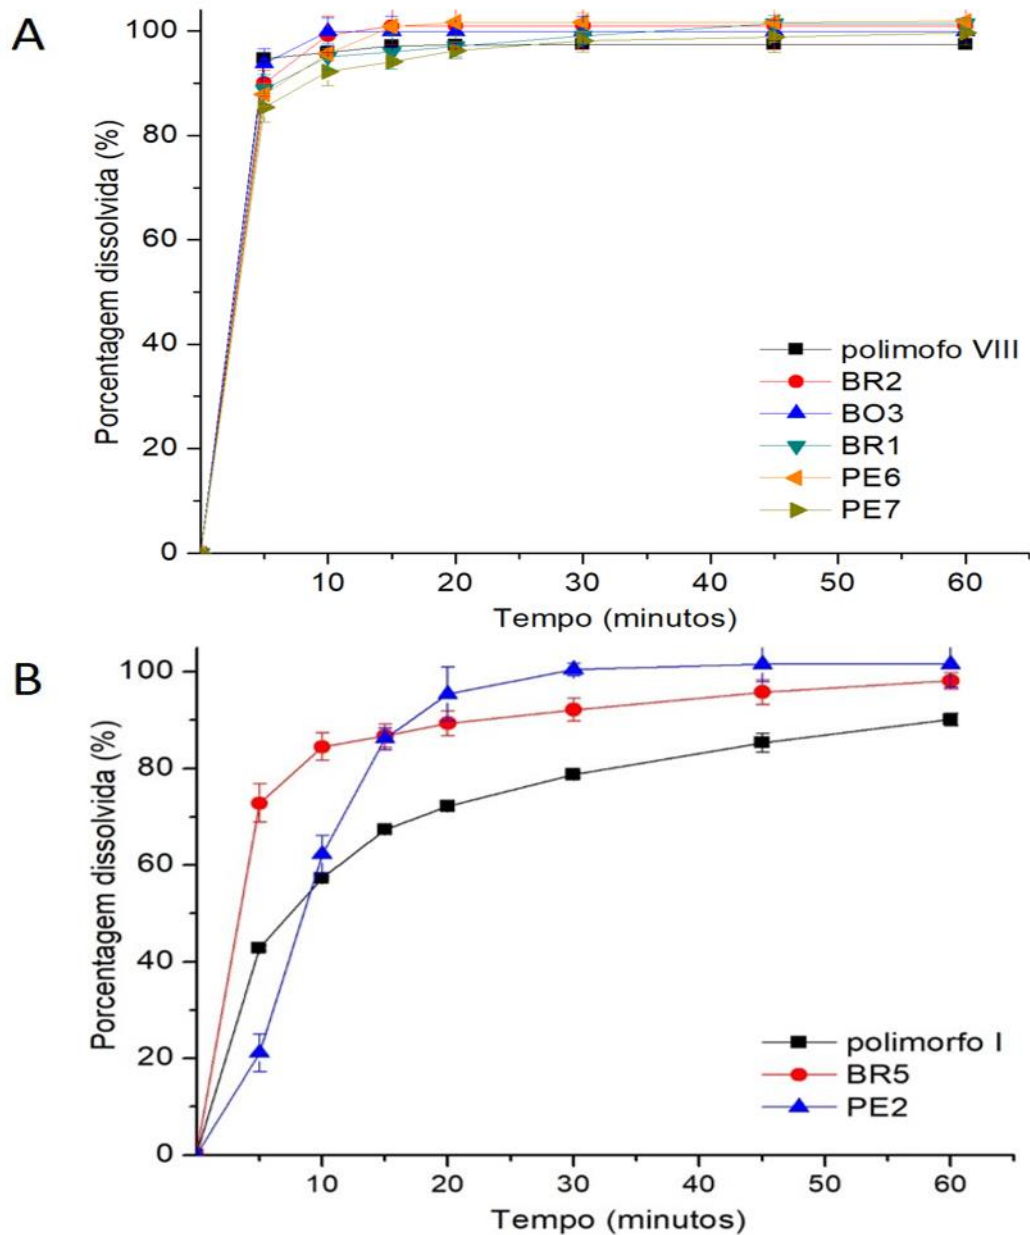 A
Porcentagem dissolvida (%)
100
80
60
40
20
0
polimofo VIII
BR2
BO3
BR1
PE6
PE7
10 20 30 40 50 60
Tempo (minutos)
B
Porcentagem dissolvida (%)
100
80
60
40
20
0
polimorfo I
BR5
PE2
10 20 30 40 50 60
Tempo (minutos)